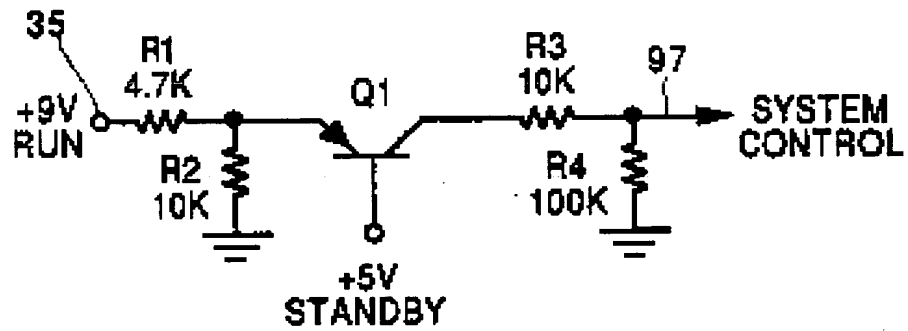 35
R1
4.7K
+9V
RUN
R2
10K
Q1
+5V
STANDBY
R3
10K
97
R4
100K
SYSTEM
CONTROL